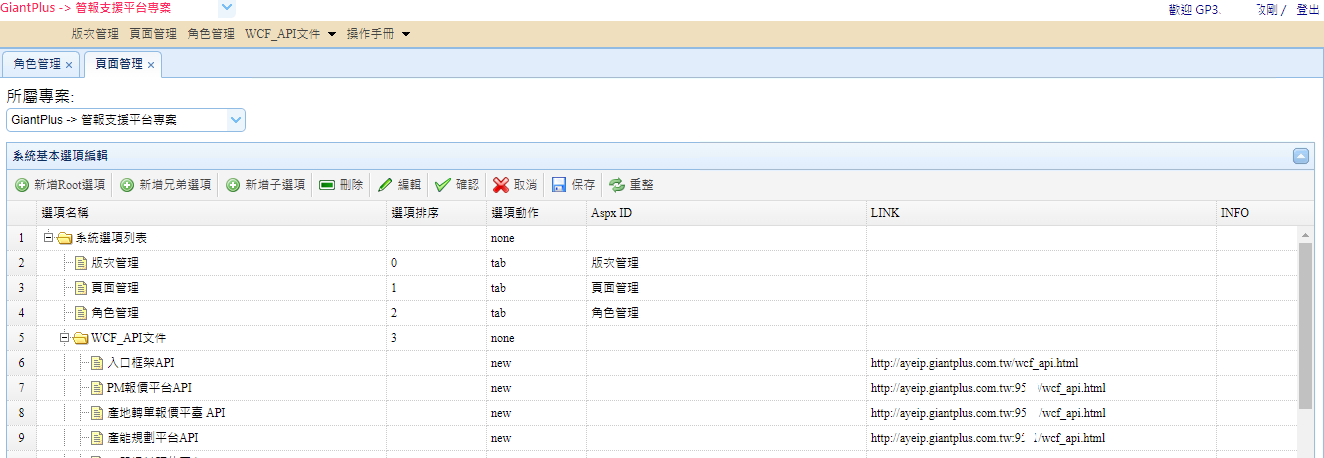 GiantPlus -> 管報支援平台專案 歡迎 GP3. 改剛 / 登出
版次管理 頁面管理 角色管理 WCF_API文件 操作手冊
角色管理 × 頁面管理 ×
所屬專案:
GiantPlus -> 管報支援平台專案
系統基本選項編輯
新增Root選項 新增兄弟選項 新增子選項 刪除 編輯 確認 取消 保存 重整
選項名稱 選項排序 選項動作 Aspx ID LINK INFO
1 系統選項列表 none
2 版次管理 0 tab 版次管理
3 頁面管理 1 tab 頁面管理
4 角色管理 2 tab 角色管理
5 WCF_API文件 3 none
6 入口框架API new http://ayeip.giantplus.com.tw/wcf_api.html
7 PM報價平台API new http://ayeip.giantplus.com.tw:95 /wcf_api.html
8 產地轉單報價平臺 API new http://ayeip.giantplus.com.tw:95 /wcf_api.html
9 產能規劃平台API new http://ayeip.giantplus.com.tw:95 /wcf_api.html